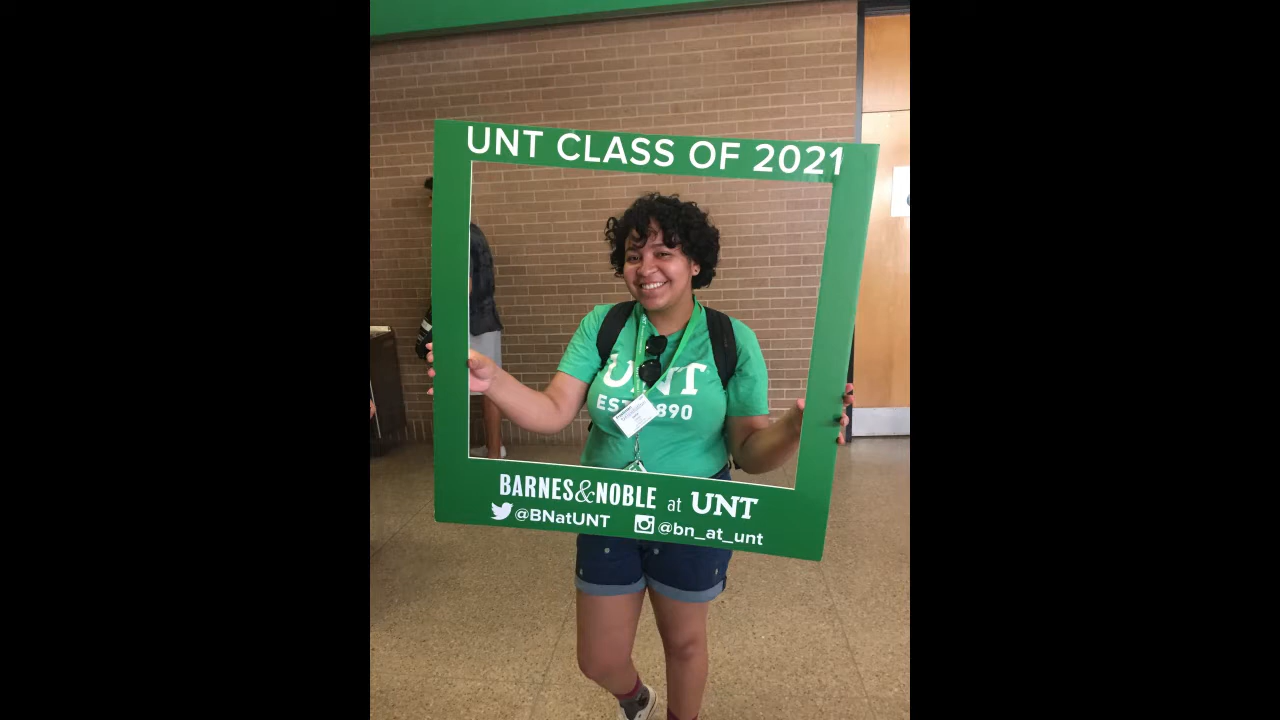 UNT CLASS OF 2021
UNT
EST 1890
BARNES&NOBLE at UNT
@BNatUNT @bn_at_unt